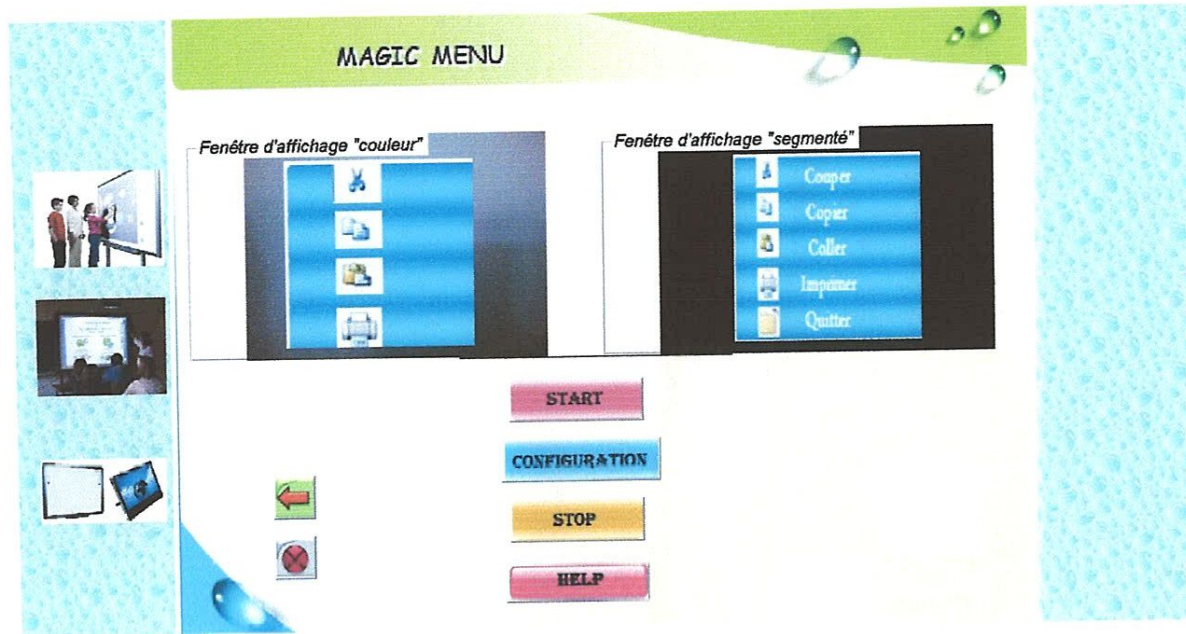 MAGIC MENU
Fenêtre d'affichage "couleur"
Fenêtre d'affichage "segmenté"
Couper
Copier
Coller
Imprimer
Quitter
START
CONFIGURATION
STOP
HELP